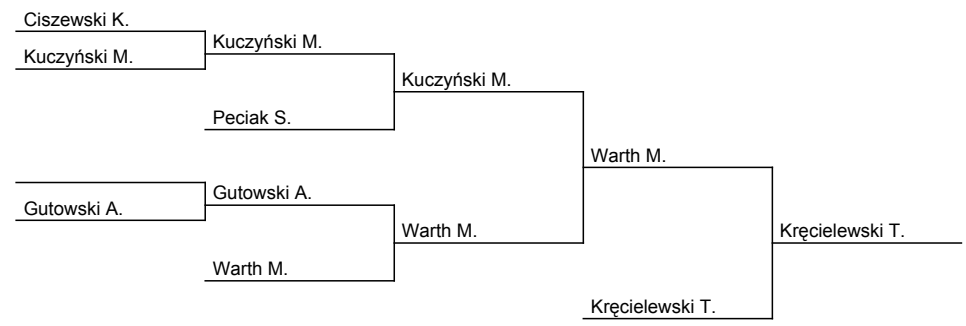 Ciszewski K.
Kuczyński M.
Kuczyński M.
Kuczyński M.
Peciak S.
Warth M.
Gutowski A.
Gutowski A.
Warth M.
Kręcielewski T.
Warth M.
Kręcielewski T.